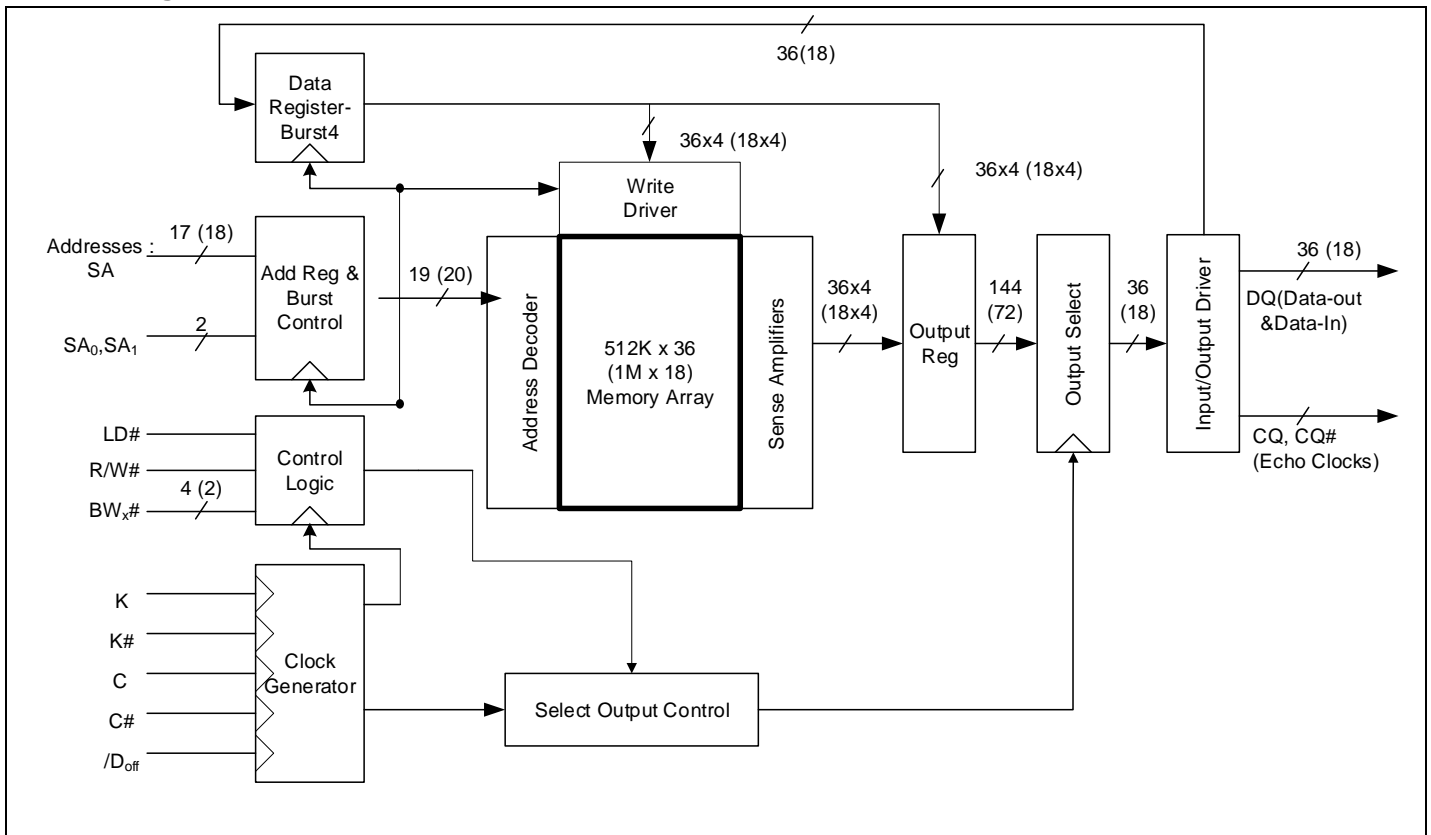 36(18)
Data
Register-
Burst4
36x4 (18x4)
36x4 (18x4)
Write
Driver
Addresses :
SA
17 (18)
SA₀,SA₁
2
Add Reg &
Burst
Control
19 (20)
Address Decoder
512K x 36
(1M x 18)
Memory Array
Sense Amplifiers
36x4
(18x4)
Output
Reg
144
(72)
Output Select
36
(18)
Input/Output Driver
36 (18)
DQ(Data-out
&Data-In)
CQ, CQ#
(Echo Clocks)
LD#
R/W#
BWₓ#
4 (2)
Control
Logic
K
K#
C
C#
/Doff
Clock
Generator
Select Output Control